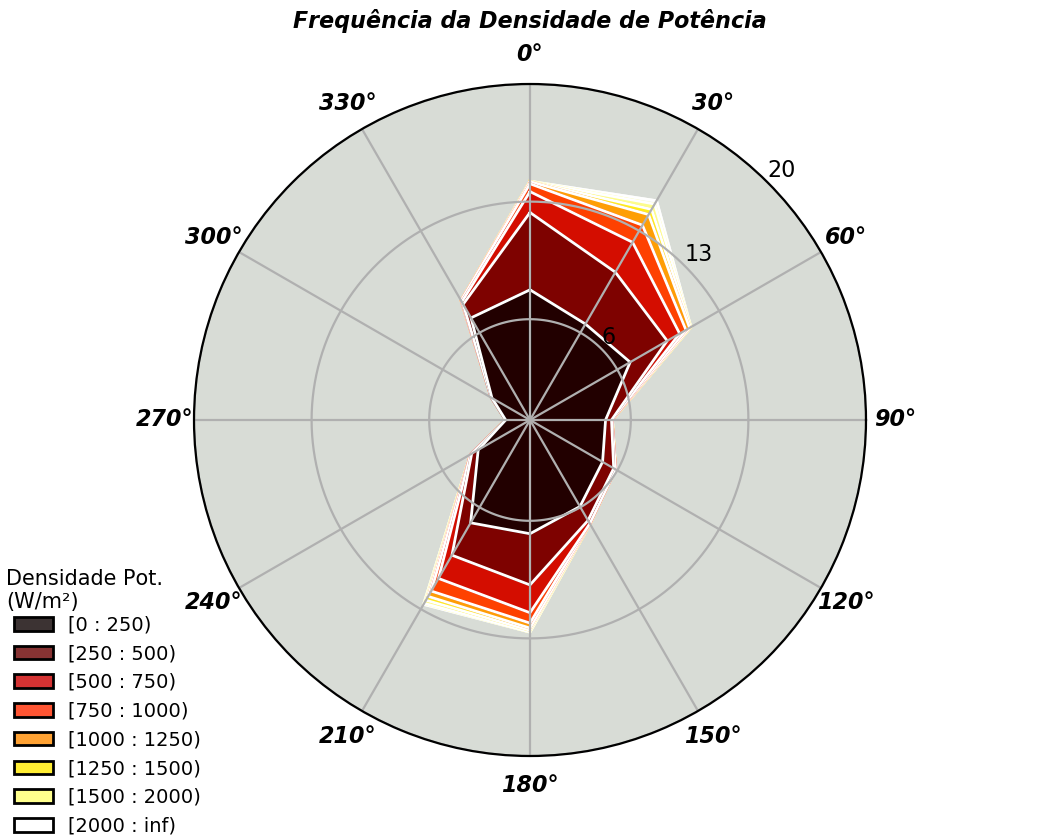 Frequência da Densidade de Potência
0°
330°
30°
20
300°
60°
13
6
270°
90°
240°
120°
210°
150°
180°
Densidade Pot.
(W/m²)
[0 : 250)
[250 : 500)
[500 : 750)
[750 : 1000)
[1000 : 1250)
[1250 : 1500)
[1500 : 2000)
[2000 : inf)